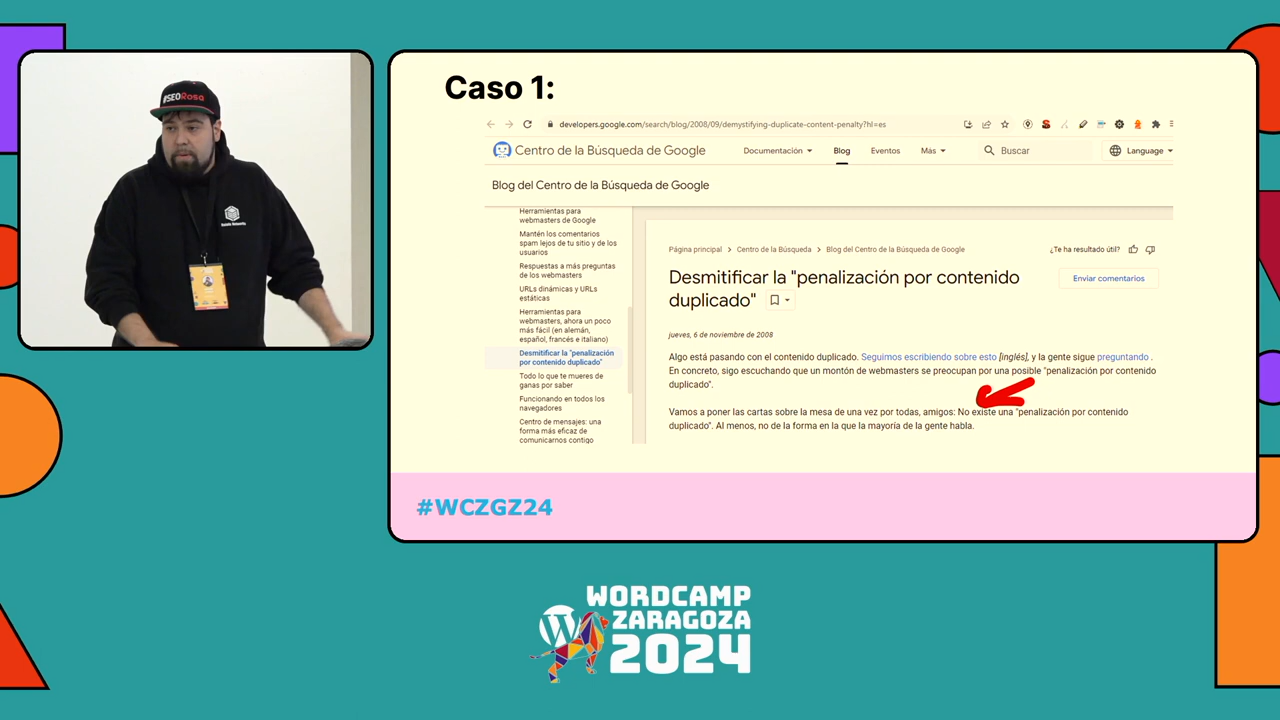 #SEORosa
Caso 1:
developers.google.com/search/blog/2008/09/demystifying-duplicate-content-penalty?hl=es
Centro de la Búsqueda de Google
Documentación
Blog
Eventos
Más
Buscar
Language
Blog del Centro de la Búsqueda de Google
Herramientas para
webmasters de Google
Mantén los comentarios
spam lejos de tu sitio y de los
usuarios
Respuestas a más preguntas
de los webmasters
URLs dinámicas y URLs
estáticas
Herramientas para
webmasters, ahora un poco
más fácil (en alemán,
español, francés e italiano)
Desmitificar la "penalización
por contenido duplicado"
Todo lo que te mueres de
ganas por saber
Funcionando en todos los
navegadores
Centro de mensajes: una
forma más eficaz de
comunicarnos contigo
Página principal
Centro de la Búsqueda
Blog del Centro de la Búsqueda de Google
¿Te ha resultado útil?
Desmitificar la "penalización por contenido
duplicado"
Enviar comentarios
jueves, 6 de noviembre de 2008
Algo está pasando con el contenido duplicado. Seguimos escribiendo sobre esto [inglés], y la gente sigue preguntando .
En concreto, sigo escuchando que un montón de webmasters se preocupan por una posible "penalización por contenido
duplicado".
Vamos a poner las cartas sobre la mesa de una vez por todas, amigos: No existe una "penalización por contenido
duplicado". Al menos, no de la forma en la que la mayoría de la gente habla.
#WCZGZ24
WORDCAMP
ZARAGOZA
2024